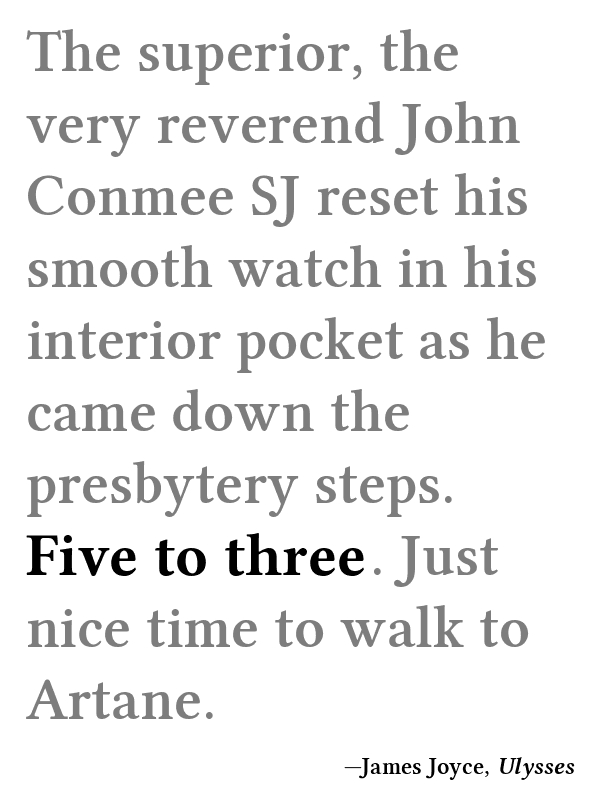 The superior, the
very reverend John
Conmee SJ reset his
smooth watch in his
interior pocket as he
came down the
presbytery steps.
Five to three. Just
nice time to walk to
Artane.
—James Joyce, Ulysses